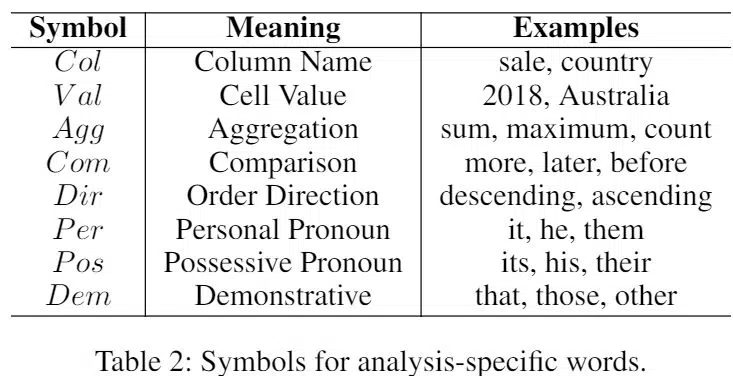 Symbol Meaning Examples
Col Column Name sale, country
Val Cell Value 2018, Australia
Agg Aggregation sum, maximum, count
Com Comparison more, later, before
Dir Order Direction descending, ascending
Per Personal Pronoun it, he, them
Pos Possessive Pronoun its, his, their
Dem Demonstrative that, those, other
Table 2: Symbols for analysis-specific words.